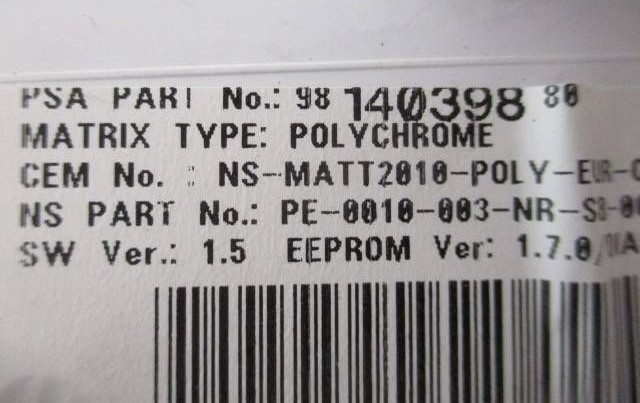 PSA PART No.: 98 140398 80
MATRIX TYPE: POLYCHROME
CEM No. : NS-MATT2010-POLY-EUR-
NS PART No.: PE-0010-003-NR-
SW Ver.: 1.5 EEPROM Ver: 1.7.0/